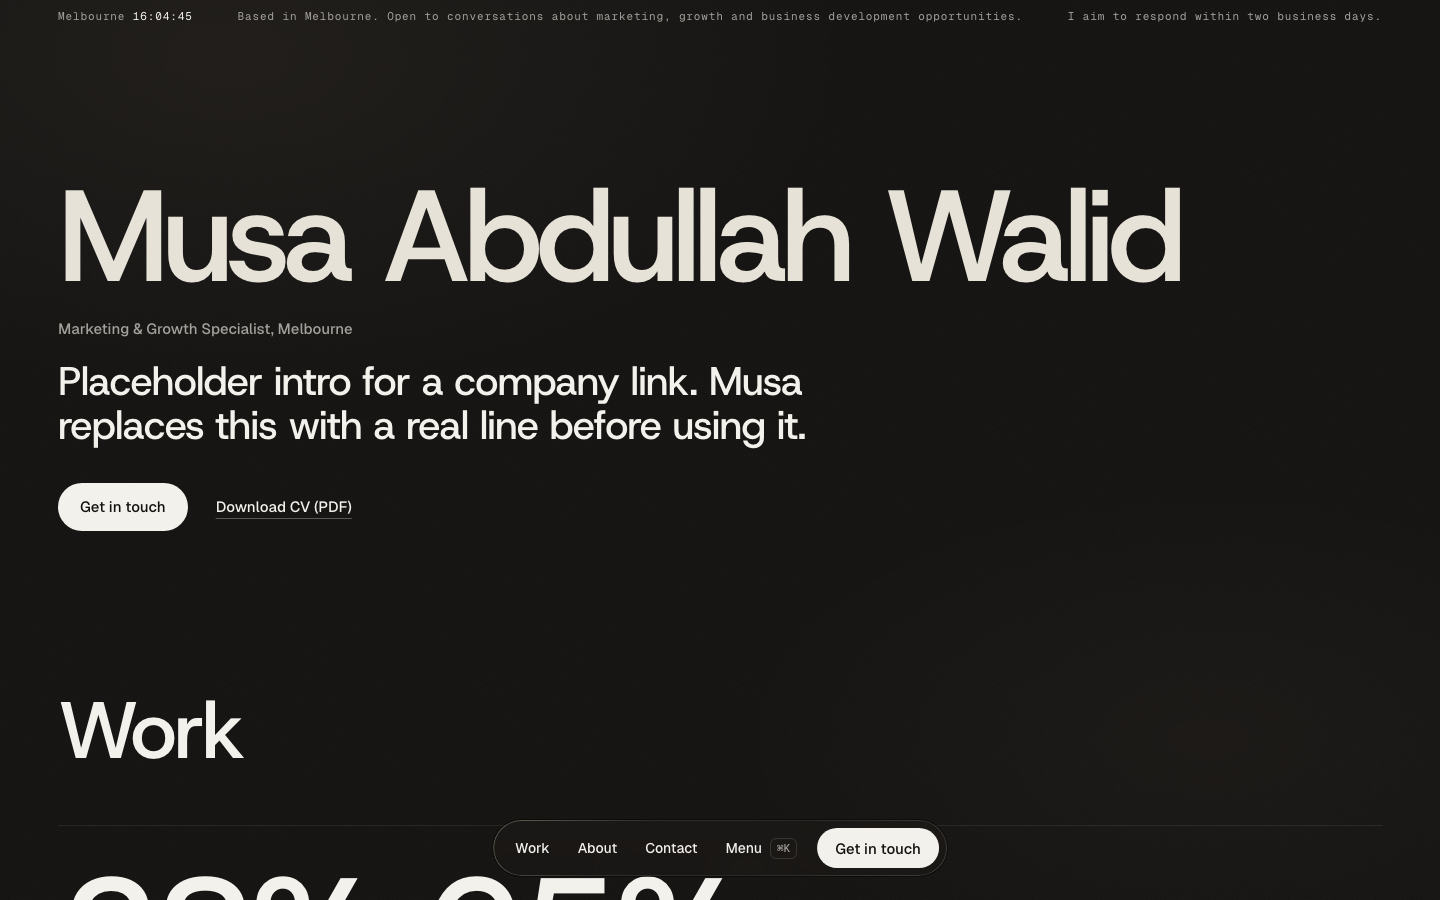 Melbourne 16:04:45 Based in Melbourne. Open to conversations about marketing, growth and business development opportunities. I aim to respond within two business days.
Musa Abdullah Walid
Marketing & Growth Specialist, Melbourne
Placeholder intro for a company link. Musa
replaces this with a real line before using it.
Get in touch Download CV (PDF)
Work
Work About Contact Menu ⌘K Get in touch